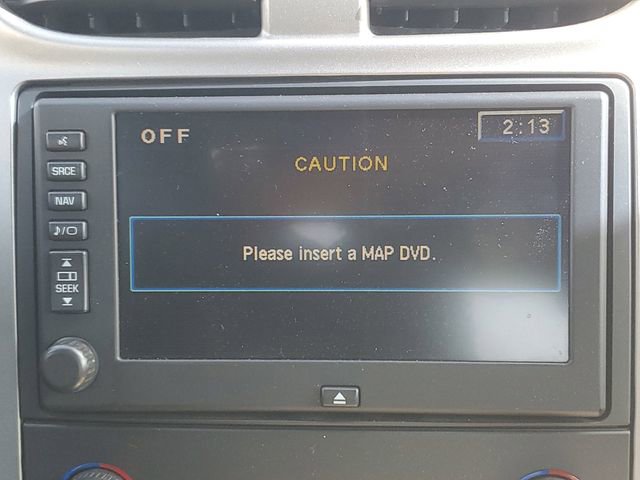 OFF
2:13
CAUTION
SRCE
NAV
Please insert a MAP DVD.
SEEK